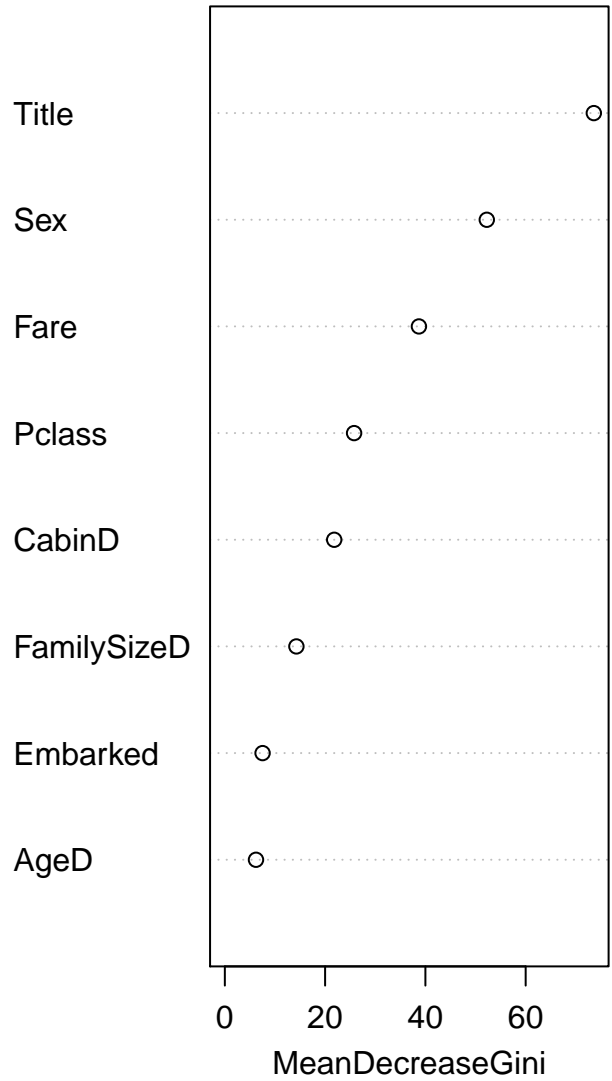 Title
Sex
Fare
Pclass
CabinD
FamilySizeD
Embarked
AgeD
0 20 40 60
MeanDecreaseGini